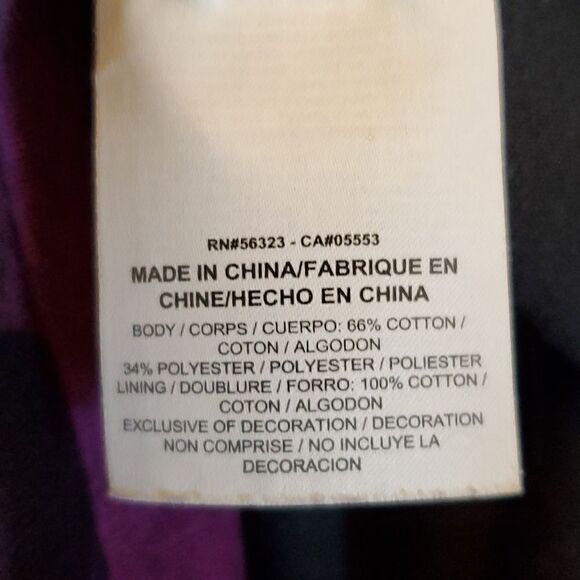 RN#56323 - CA#05553
MADE IN CHINA/FABRIQUE EN
CHINE/HECHO EN CHINA
BODY / CORPS / CUERPO: 66% COTTON /
COTON / ALGODON
34% POLYESTER / POLYESTER / POLIESTER
LINING / DOUBLURE / FORRO: 100% COTTON /
COTON / ALGODON
EXCLUSIVE OF DECORATION / DECORATION
NON COMPRISE / NO INCLUYE LA
DECORACION